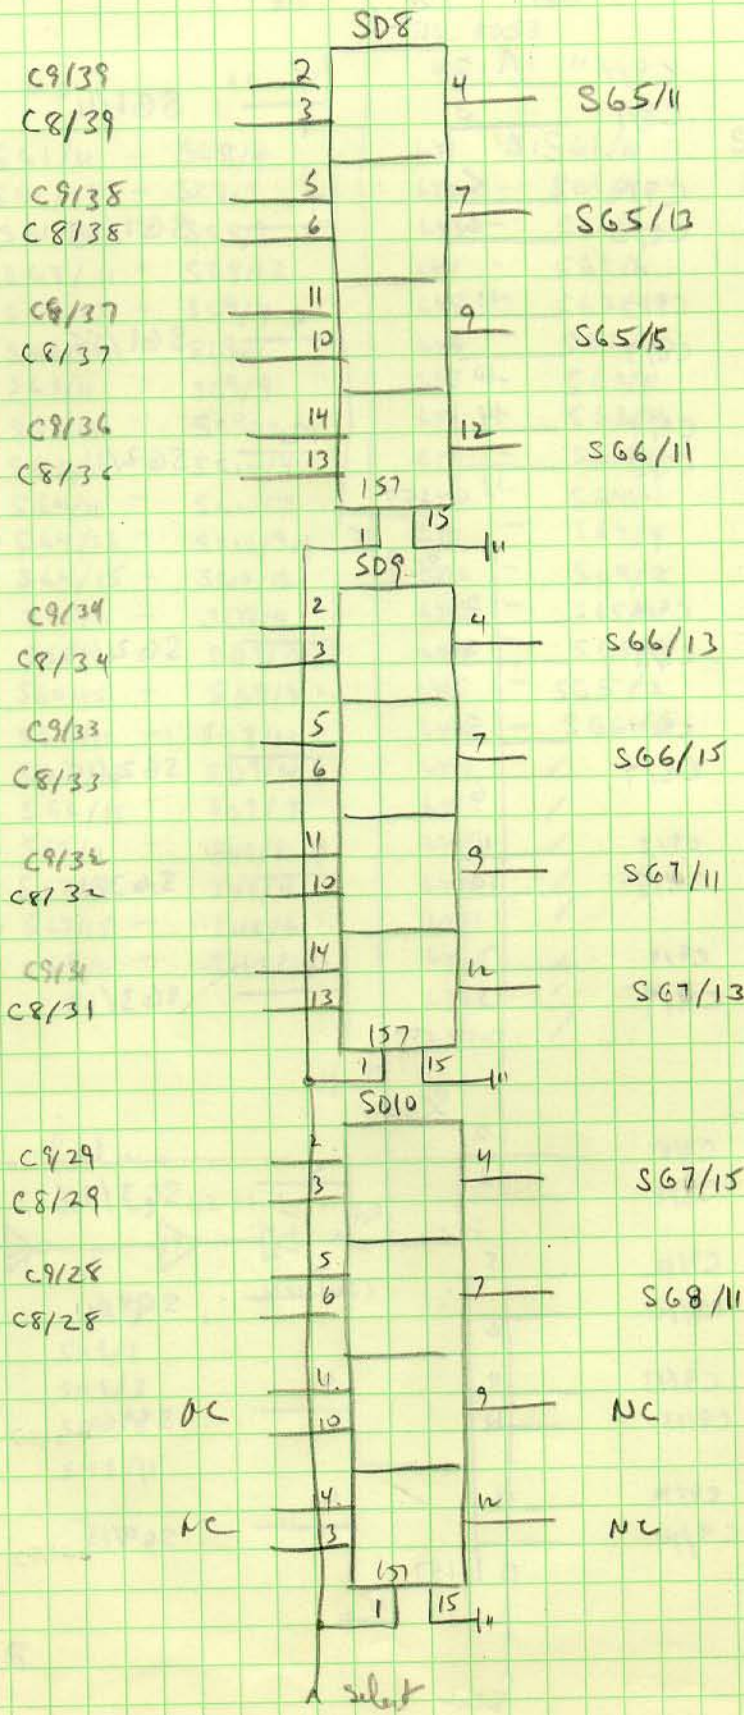 SD8
C9/39 2 4 SG5/11
C8/39 3
C9/38 5 7 SG5/13
C8/38 6
C9/37 11 9 SG5/15
C8/37 10
C9/36 14 12 SG6/11
C8/36 13
157
1 15
SD9
C9/34 2 4 SG6/13
C8/34 3
C9/33 5 7 SG6/15
C8/33 6
C9/32 11 9 SG7/11
C8/32 10
C9/31 14 12 SG7/13
C8/31 13
157
1 15
SD10
C9/29 2 4 SG7/15
C8/29 3
C9/28 5 7 SG8/11
C8/28 6
11 9 NC
NC 10
14 12 NC
NC 13
157
1 15
Select